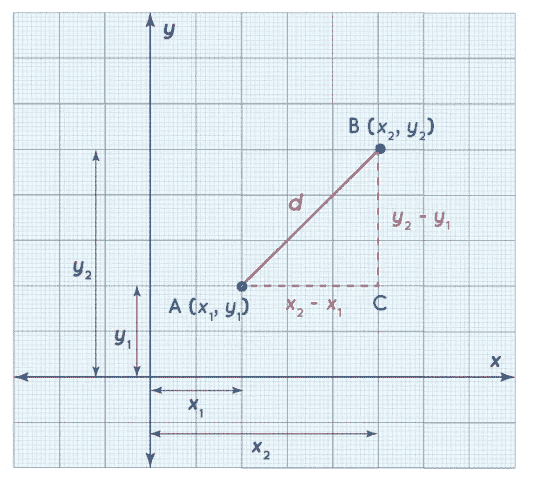 y
B (x₂, y₂)
d
y₂ - y₁
y₂
A (x₁, y₁)
x₂ - x₁
C
y₁
x
x₁
x₂